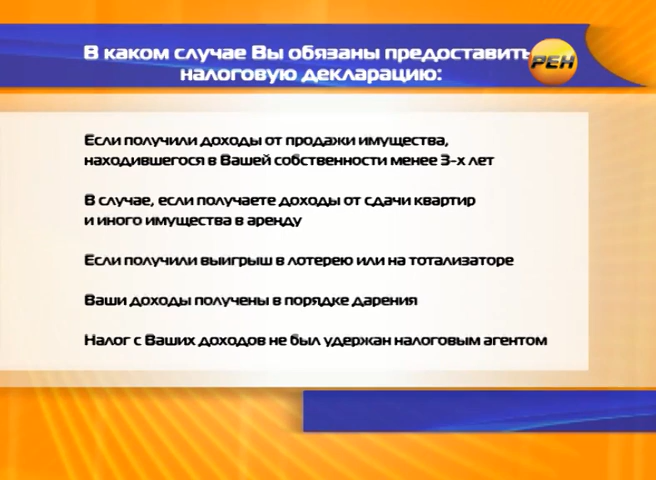 В каком случае Вы обязаны предоставить
налоговую декларацию:
РЕН
Если получили доходы от продажи имущества,
находившегося в Вашей собственности менее 3-х лет
В случае, если получаете доходы от сдачи квартир
и иного имущества в аренду
Если получили выигрыш в лотерею или на тотализаторе
Ваши доходы получены в порядке дарения
Налог с Ваших доходов не был удержан налоговым агентом